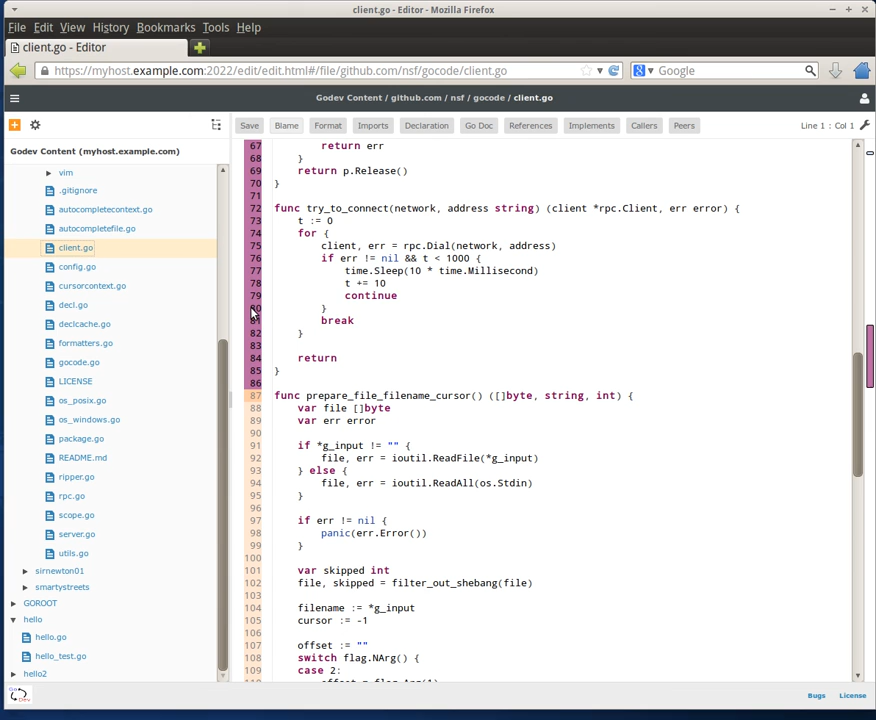 client.go - Editor - Mozilla Firefox
File Edit View History Bookmarks Tools Help
client.go - Editor
https://myhost.example.com:2022/edit/edit.html#/file/github.com/nsf/gocode/client.go
Google
Godev Content / github.com / nsf / gocode / client.go
Save Blame Format Imports Declaration Go Doc References Implements Callers Peers Line 1 : Col 1
Godev Content (myhost.example.com)
vim
.gitignore
autocompletecontext.go
autocompletefile.go
client.go
config.go
cursorcontext.go
decl.go
declcache.go
formatters.go
gocode.go
LICENSE
os_posix.go
os_windows.go
package.go
README.md
ripper.go
rpc.go
scope.go
server.go
utils.go
sirnewton01
smartystreets
GOROOT
hello
hello.go
hello_test.go
hello2
67 return err
68 }
69 return p.Release()
70 }
71
72 func try_to_connect(network, address string) (client *rpc.Client, err error) {
73 t := 0
74 for {
75 client, err = rpc.Dial(network, address)
76 if err != nil && t < 1000 {
77 time.Sleep(10 * time.Millisecond)
78 t += 10
79 continue
80 }
81 break
82 }
83
84 return
85 }
86
87 func prepare_file_filename_cursor() ([]byte, string, int) {
88 var file []byte
89 var err error
90
91 if *g_input != "" {
92 file, err = ioutil.ReadFile(*g_input)
93 } else {
94 file, err = ioutil.ReadAll(os.Stdin)
95 }
96
97 if err != nil {
98 panic(err.Error())
99 }
100
101 var skipped int
102 file, skipped = filter_out_shebang(file)
103
104 filename := *g_input
105 cursor := -1
106
107 offset := ""
108 switch flag.NArg() {
109 case 2:
Go Dev
Bugs License